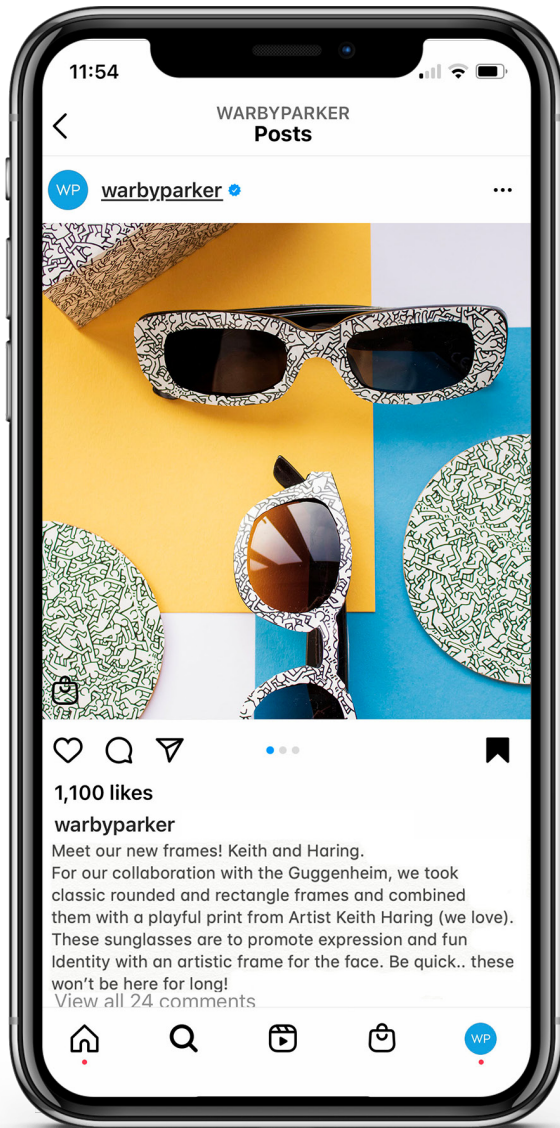 11:54
WARBYPARKER
Posts
WP
warbyparker
1,100 likes
warbyparker
Meet our new frames! Keith and Haring.
For our collaboration with the Guggenheim, we took
classic rounded and rectangle frames and combined
them with a playful print from Artist Keith Haring (we love).
These sunglasses are to promote expression and fun
Identity with an artistic frame for the face. Be quick.. these
won't be here for long!
View all 24 comments
WP